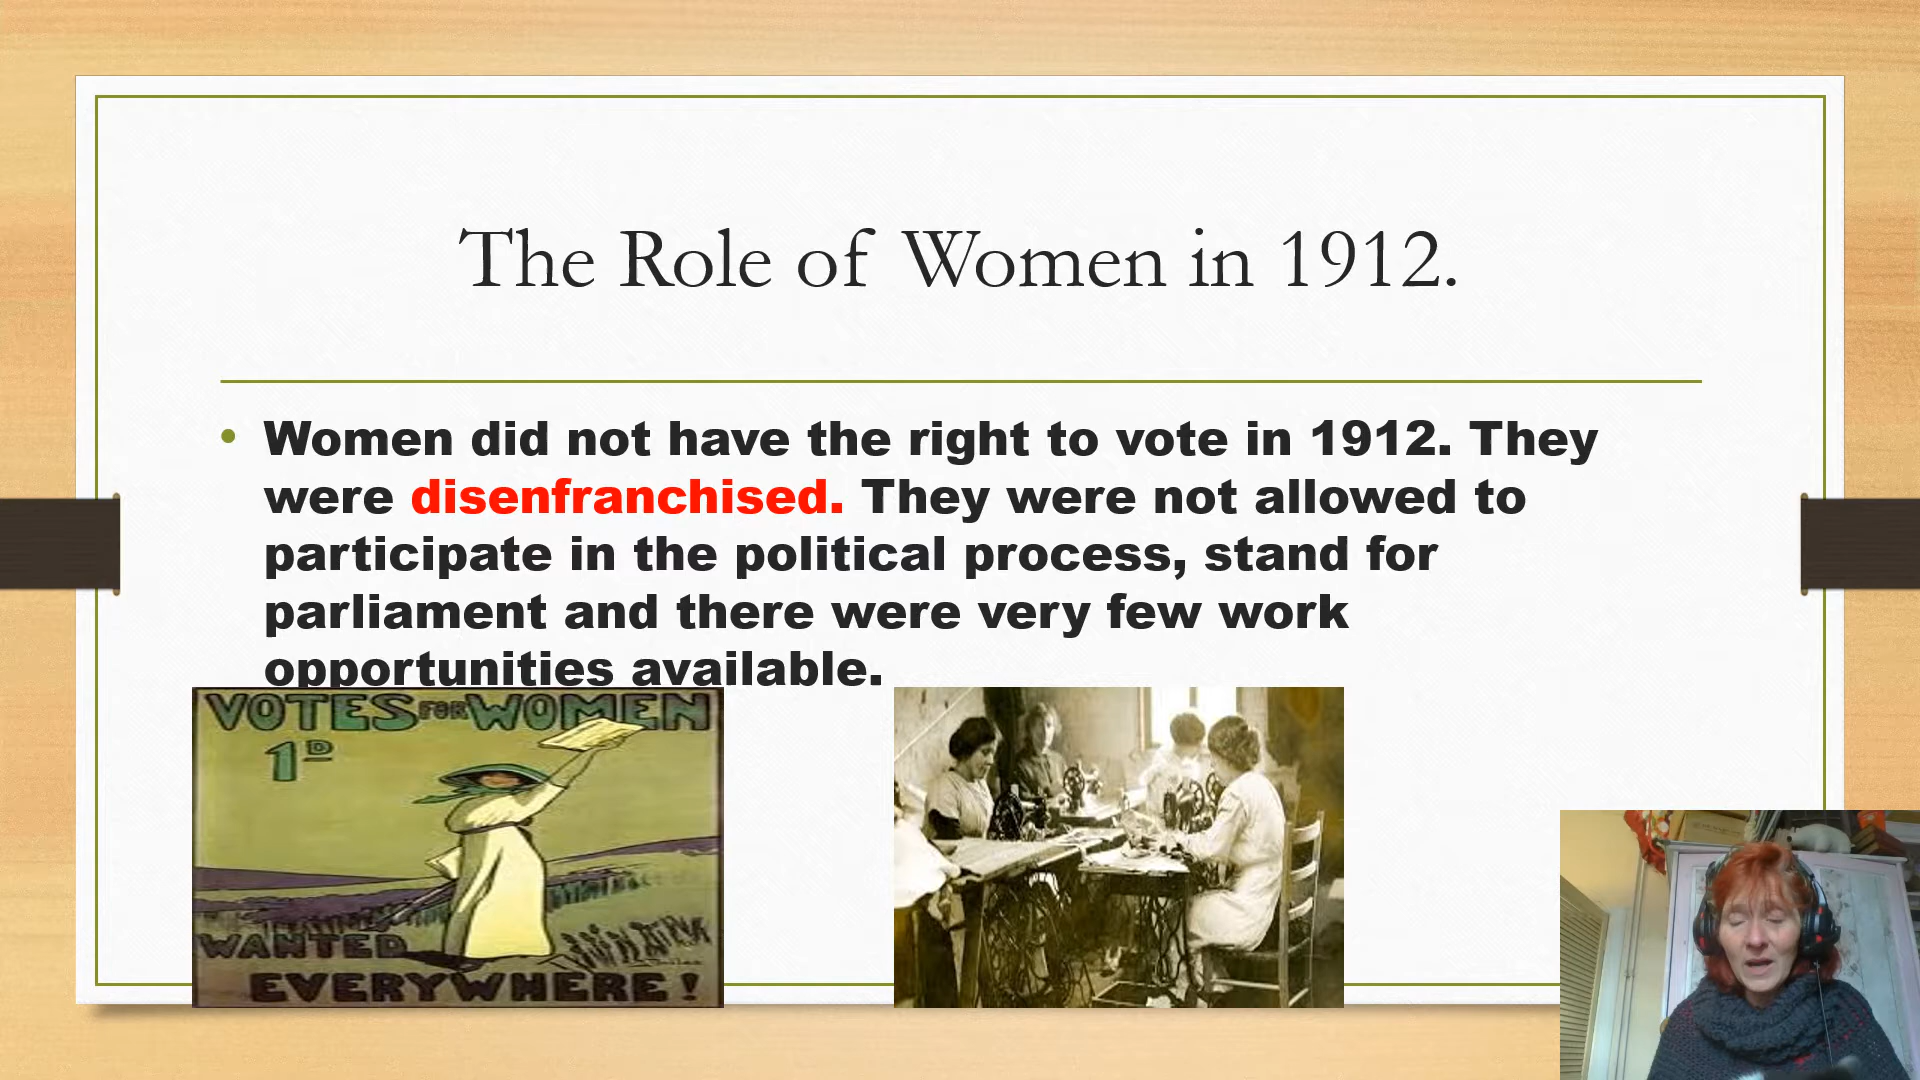 The Role of Women in 1912.
• Women did not have the right to vote in 1912. They
were disenfranchised. They were not allowed to
participate in the political process, stand for
parliament and there were very few work
opportunities available.
VOTES FOR WOMEN
1D
WANTED
EVERYWHERE!